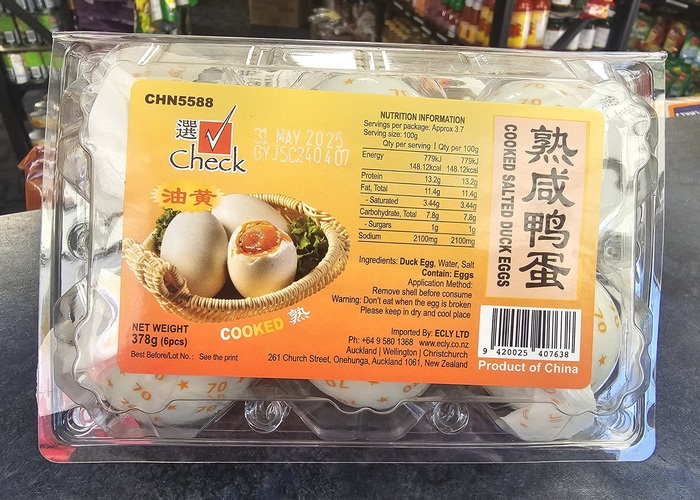 CHN5588
選
Check
31 MAY 2025
GYJSC240407
油黄
COOKED 熟
NET WEIGHT
378g (6pcs)
Best Before/Lot No.: See the print
NUTRITION INFORMATION
Servings per package: Approx 3.7
Serving size: 100g
Qty per serving Qty per 100g
Energy 779kJ 779kJ
148.12kcal 148.12kcal
Protein 13.2g 13.2g
Fat, Total 11.4g 11.4g
- Saturated 3.44g 3.44g
Carbohydrate, Total 7.8g 7.8g
- Sugars 1g 1g
Sodium 2100mg 2100mg
Ingredients: Duck Egg, Water, Salt
Contain: Eggs
Application Method:
Remove shell before consume
Warning: Don't eat when the egg is broken
Please keep in dry and cool place
Imported By: ECLY LTD
Ph: +64 9 580 1368 www.ecly.co.nz
Auckland | Wellington | Christchurch
261 Church Street, Onehunga, Auckland 1061, New Zealand
熟咸鸭蛋
COOKED SALTED DUCK EGGS
9 420025 407638
Product of China
70
70
70
70